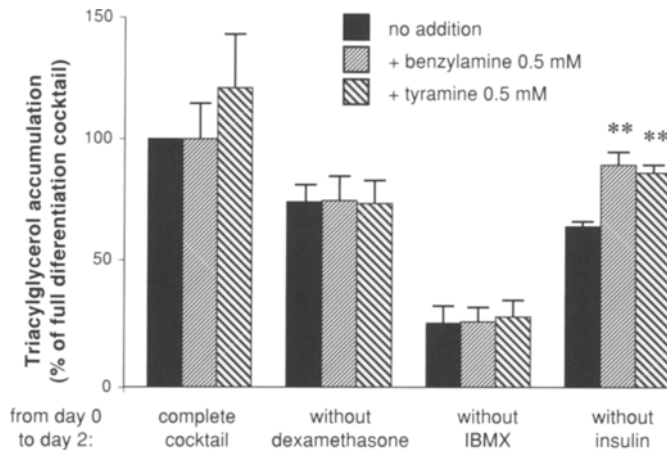 150
100
50
0
Triacylglycerol accumulation
(% of full diferentiation cocktail)
no addition
+ benzylamine 0.5 mM
+ tyramine 0.5 mM
** **
from day 0
to day 2:
complete
cocktail
without
dexamethasone
without
IBMX
without
insulin